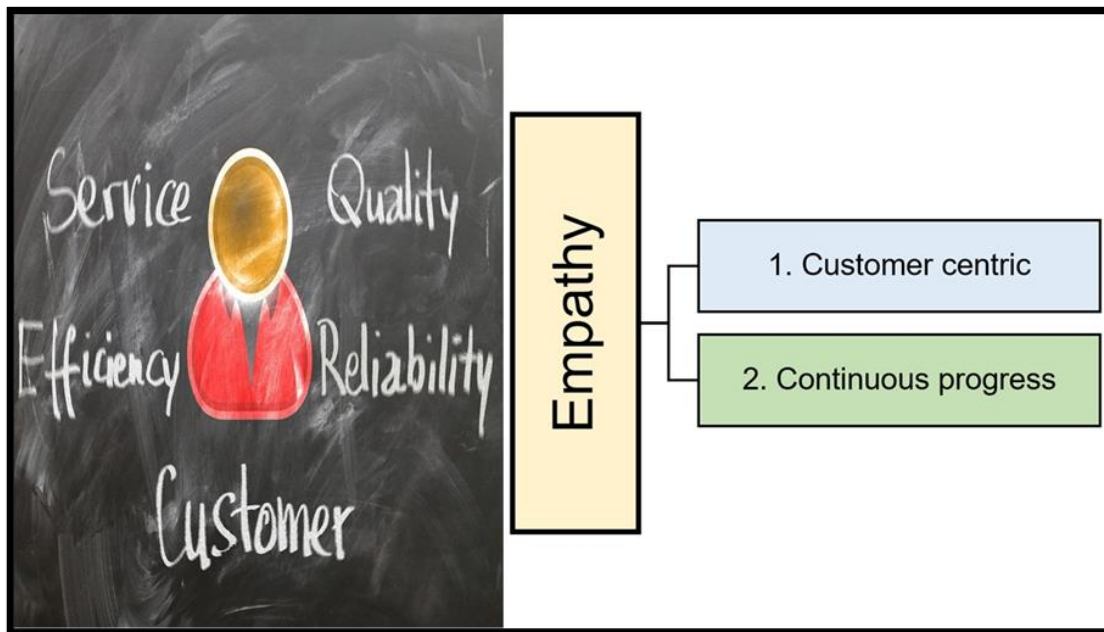 Service Quality
Efficiency Reliability
Customer
Empathy
1. Customer centric
2. Continuous progress